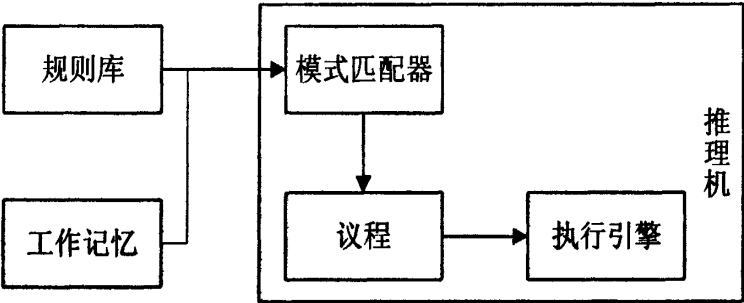 规则库
模式匹配器
推理机
工作记忆
议程
执行引擎